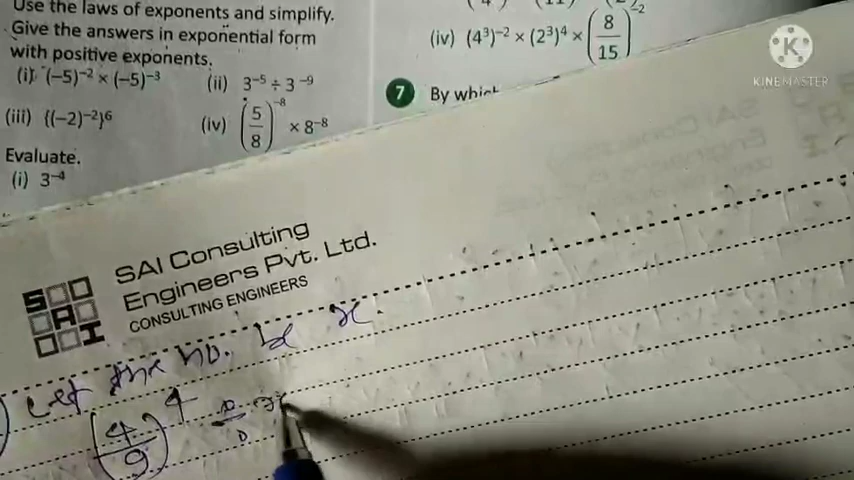 Use the laws of exponents and simplify.
Give the answers in exponential form
with positive exponents.
(i) (−5)⁻² × (−5)⁻³ (ii) 3⁻⁵ ÷ 3⁻⁹
(iii) {(−2)⁻²}⁶ (iv) (5/8)⁻⁸ × 8⁻⁸
Evaluate.
(i) 3⁻⁴
(iv) (4³)⁻² × (2³)⁴ × (8/15)⁻²
7 By which
KINEMASTER
SAI
SAI Consulting
Engineers Pvt. Ltd.
CONSULTING ENGINEERS
Let the no. be x.
(4/9)⁴ ÷